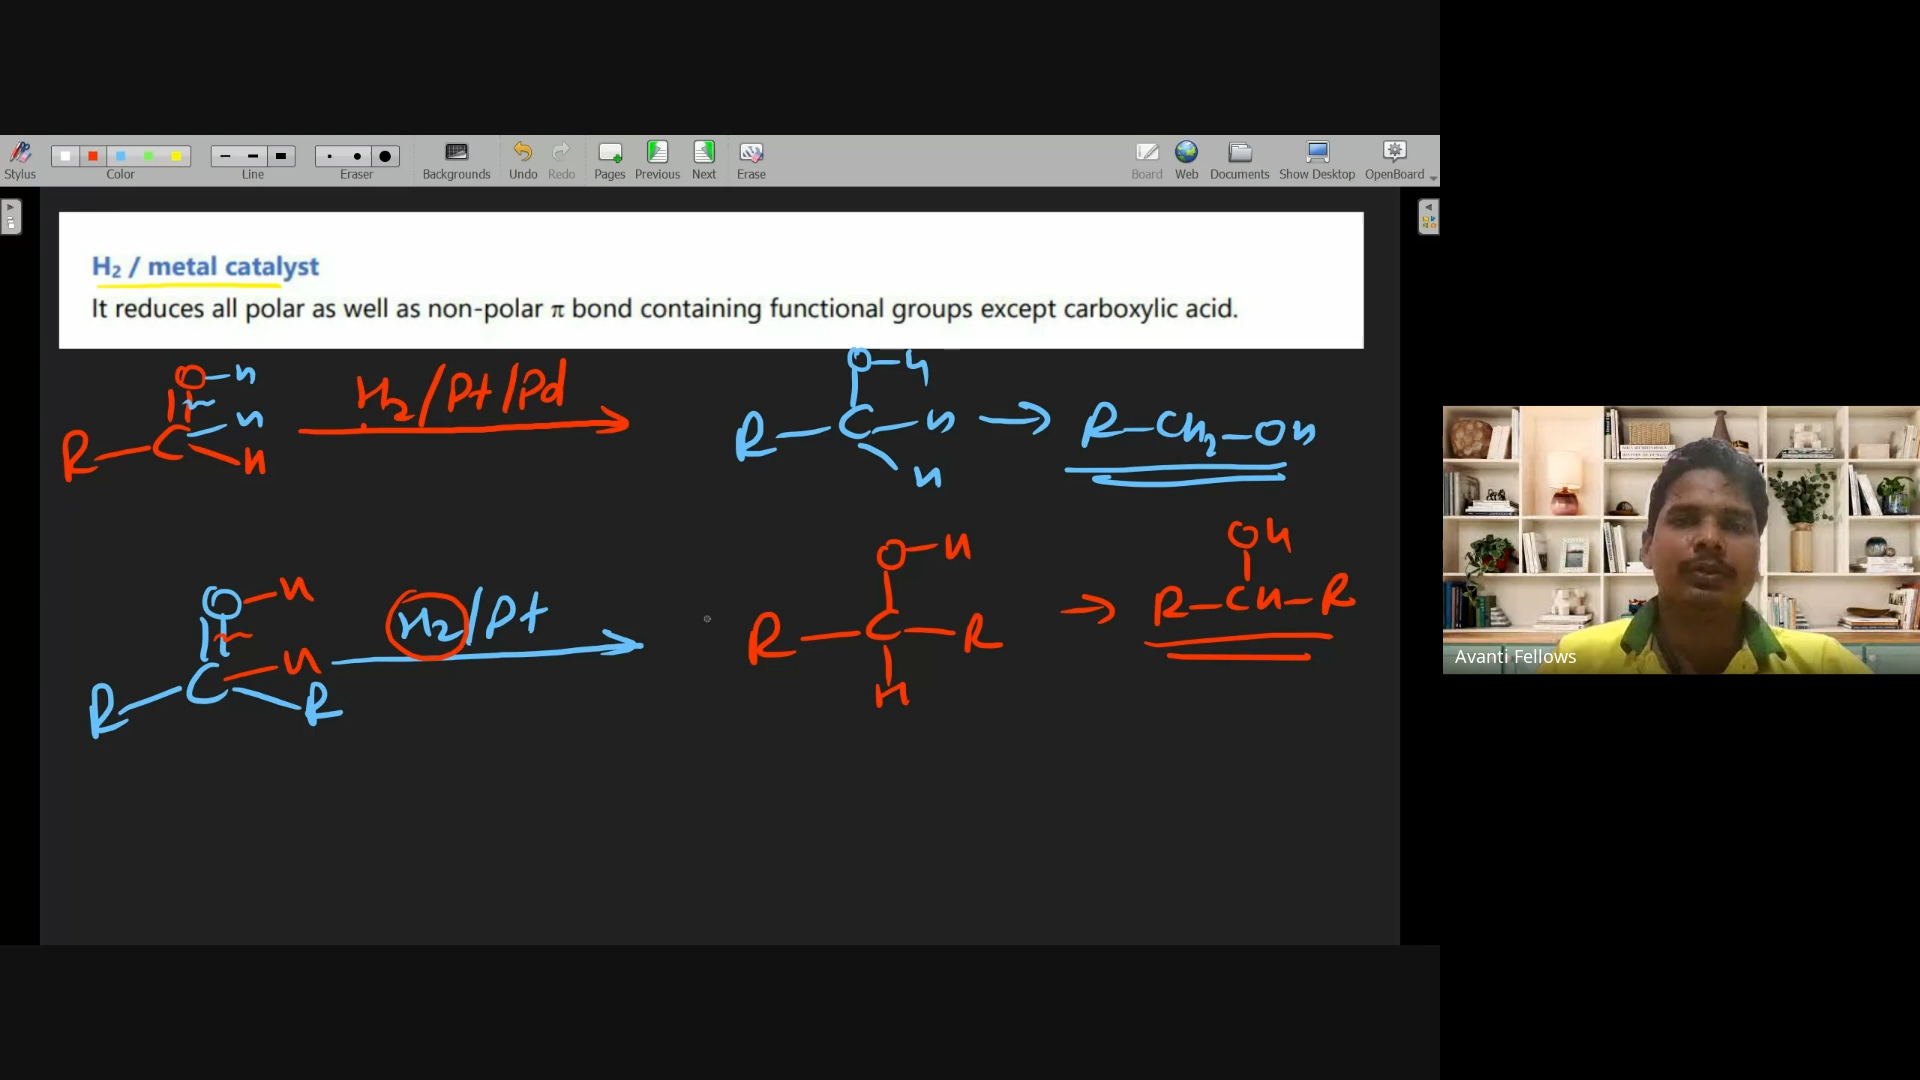 Stylus
Color
Line
Eraser
Backgrounds
Undo
Redo
Pages
Previous
Next
Erase
Board
Web
Documents
Show Desktop
OpenBoard
H₂ / metal catalyst
It reduces all polar as well as non-polar π bond containing functional groups except carboxylic acid.
O–H
H
R–C–H
H₂/Pt/Pd
O–H
R–C–H
H
→ R–CH₂–OH
O–H
H
R–C–R
H₂/Pt
O–H
R–C–R
H
OH
→ R–CH–R
Avanti Fellows